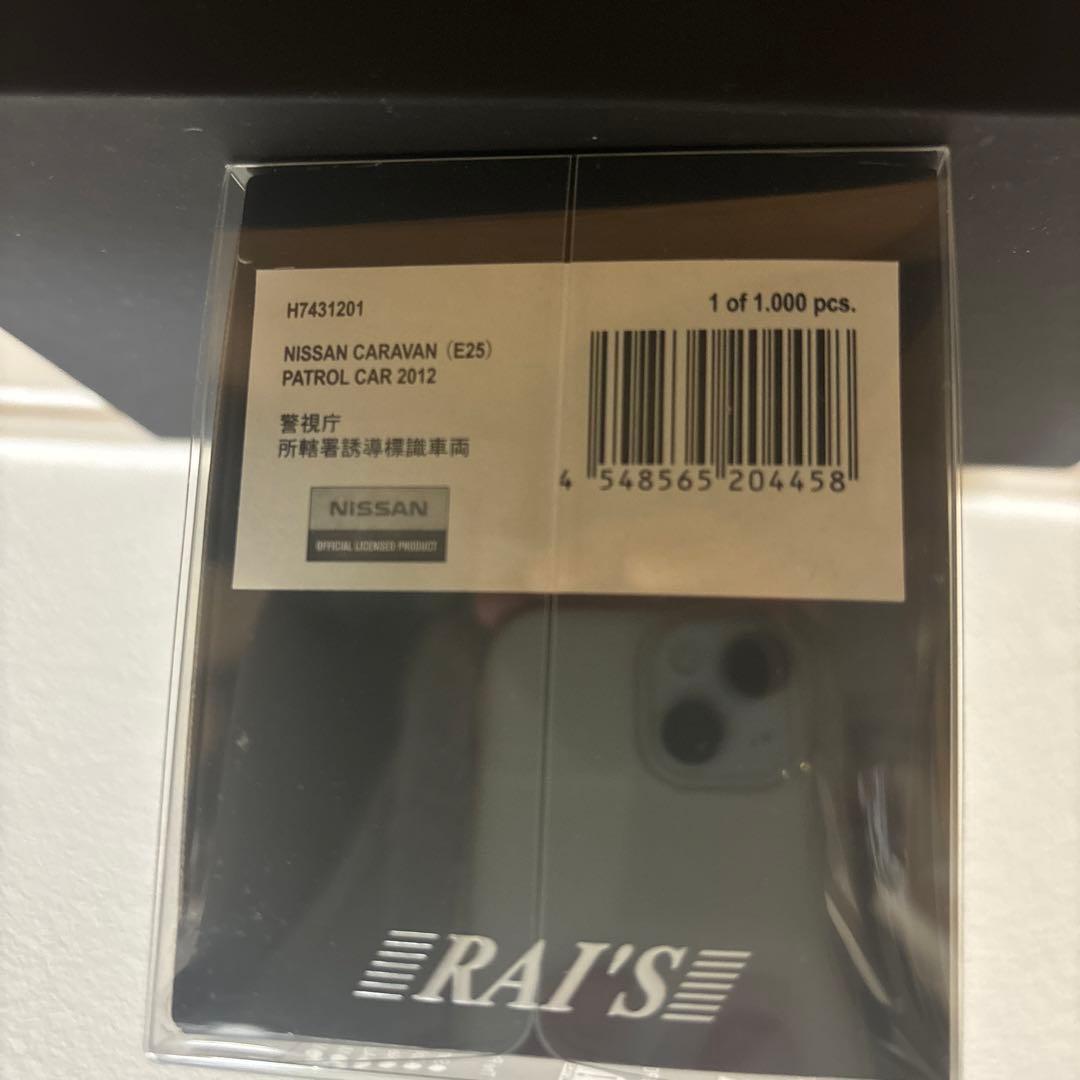 H7431201
1 of 1.000 pcs.
NISSAN CARAVAN (E25)
PATROL CAR 2012
警視庁
所轄署誘導標識車両
4 548565 204458
NISSAN
OFFICIAL LICENSED PRODUCT
RAI'S